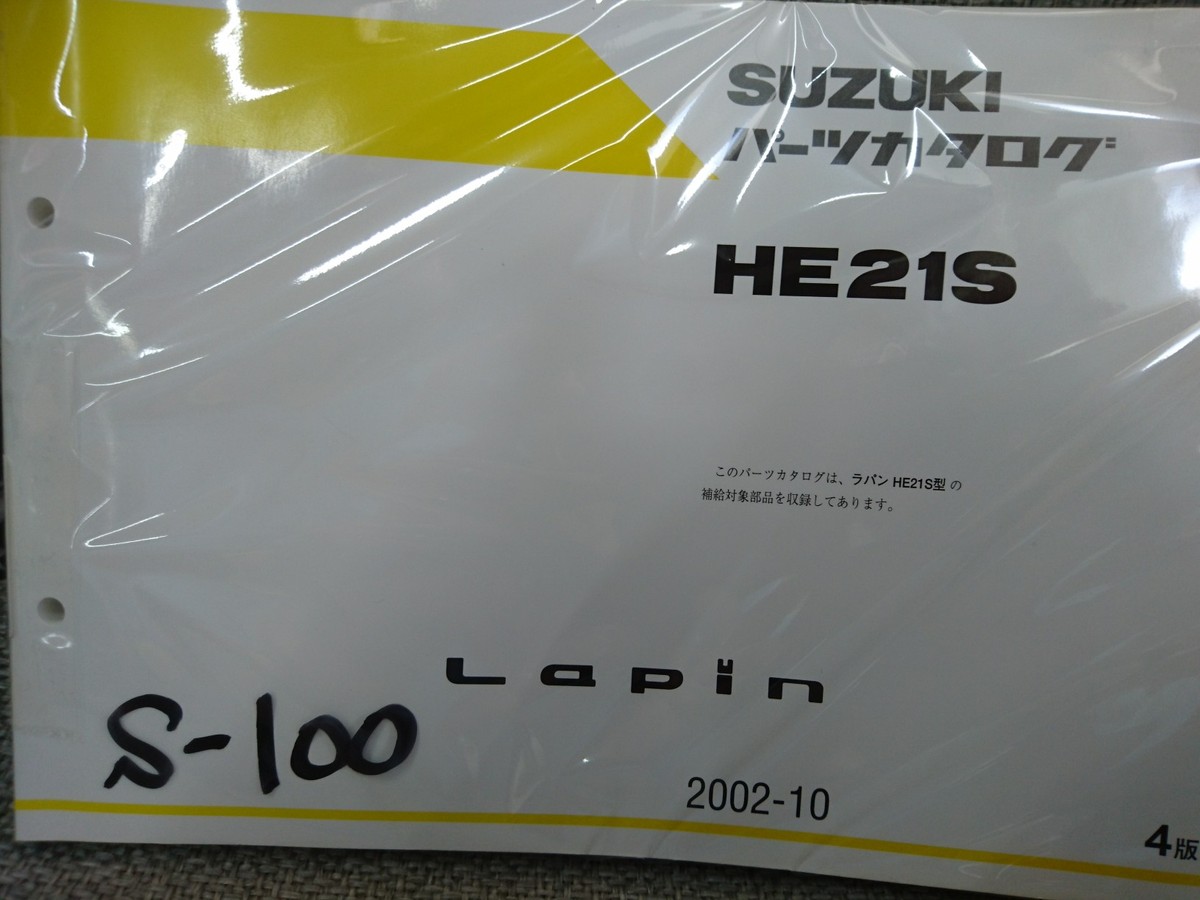 SUZUKI
パーツカタログ
HE21S
このパーツカタログは、ラパン HE21S型 の
補給対象部品を収録してあります。
Lapin
S-100
2002-10
4版